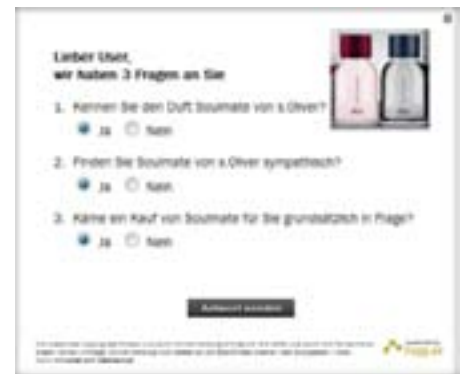 Lieber User,
wir haben 3 Fragen an Sie
1. Kennen Sie den Duft Soulmate von s.Oliver?
Ja Nein
2. Finden Sie Soulmate von s.Oliver sympathisch?
Ja Nein
3. Käme ein Kauf von Soulmate für Sie grundsätzlich in Frage?
Ja Nein
Antwort senden